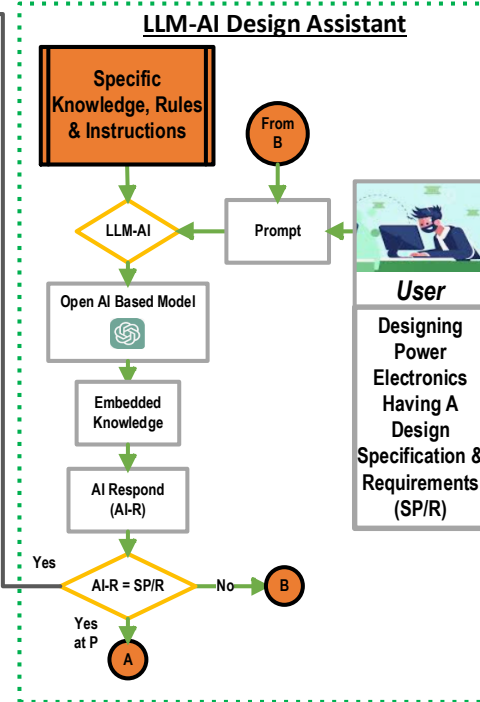 LLM-AI Design Assistant
Specific
Knowledge, Rules
& Instructions
From
B
LLM-AI
Prompt
User
Designing
Power
Electronics
Having A
Design
Specification &
Requirements
(SP/R)
Open AI Based Model
Embedded
Knowledge
AI Respond
(AI-R)
Yes
AI-R = SP/R
No
B
Yes
at P
A